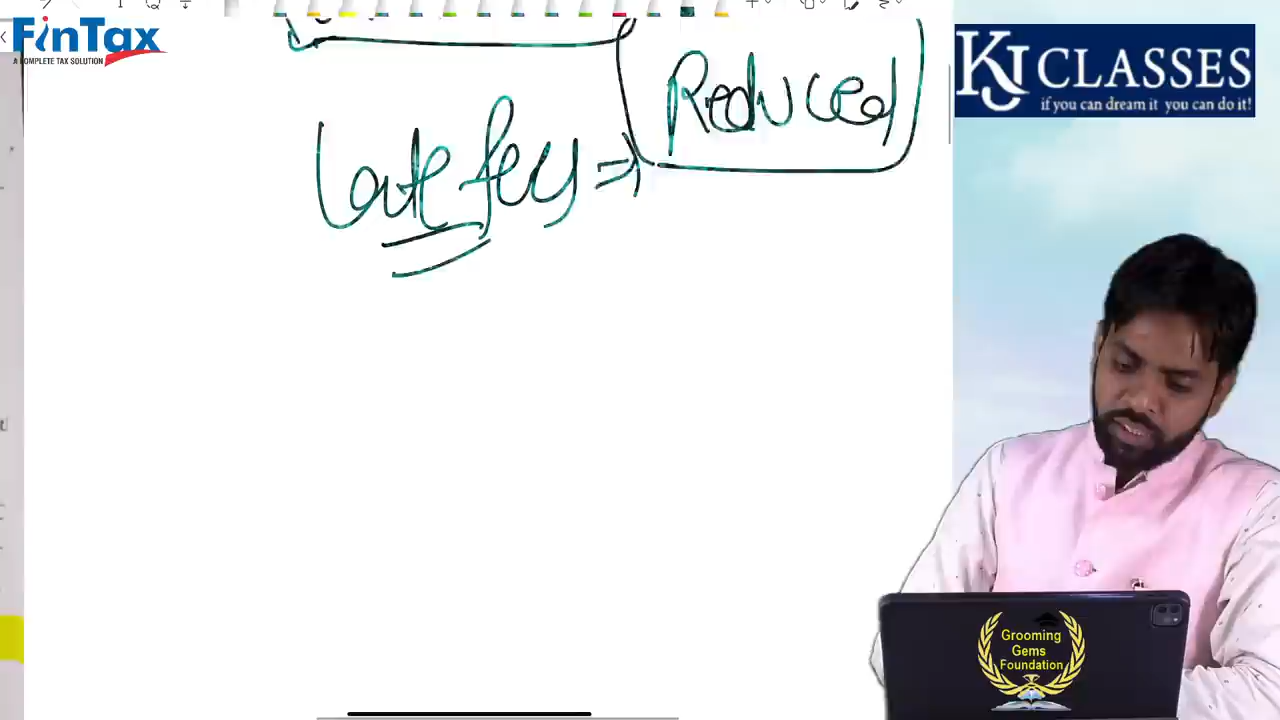 FinTax
A COMPLETE TAX SOLUTION
KJ CLASSES
if you can dream it you can do it!
Reduced
Late fees ⇒
Grooming
Gems
Foundation